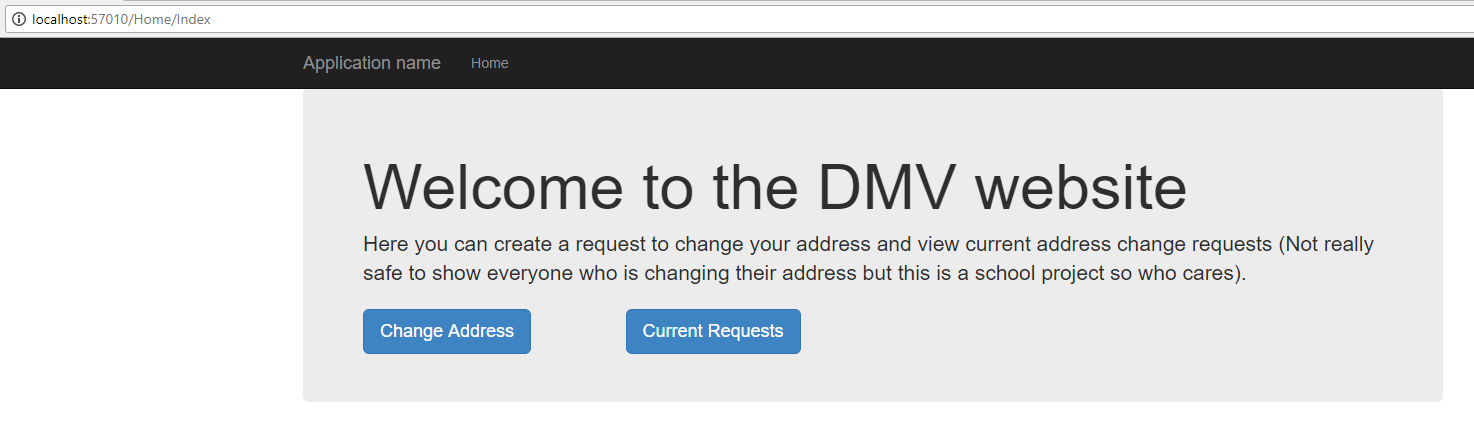 localhost:57010/Home/Index
Application name Home
Welcome to the DMV website
Here you can create a request to change your address and view current address change requests (Not really
safe to show everyone who is changing their address but this is a school project so who cares).
Change Address Current Requests